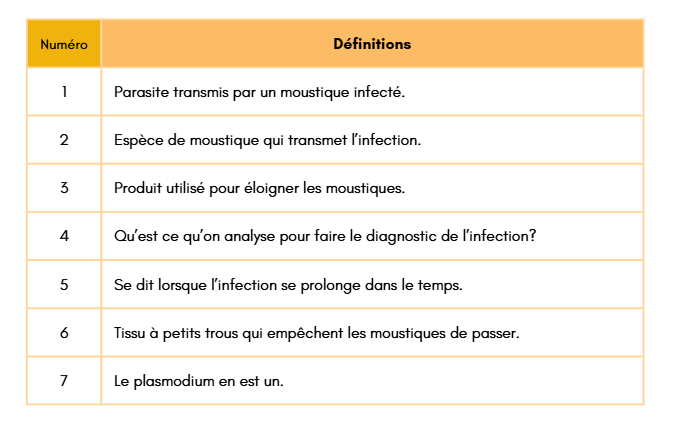 Numéro Définitions
1 Parasite transmis par un moustique infecté.
2 Espèce de moustique qui transmet l'infection.
3 Produit utilisé pour éloigner les moustiques.
4 Qu'est ce qu'on analyse pour faire le diagnostic de l'infection?
5 Se dit lorsque l'infection se prolonge dans le temps.
6 Tissu à petits trous qui empêchent les moustiques de passer.
7 Le plasmodium en est un.